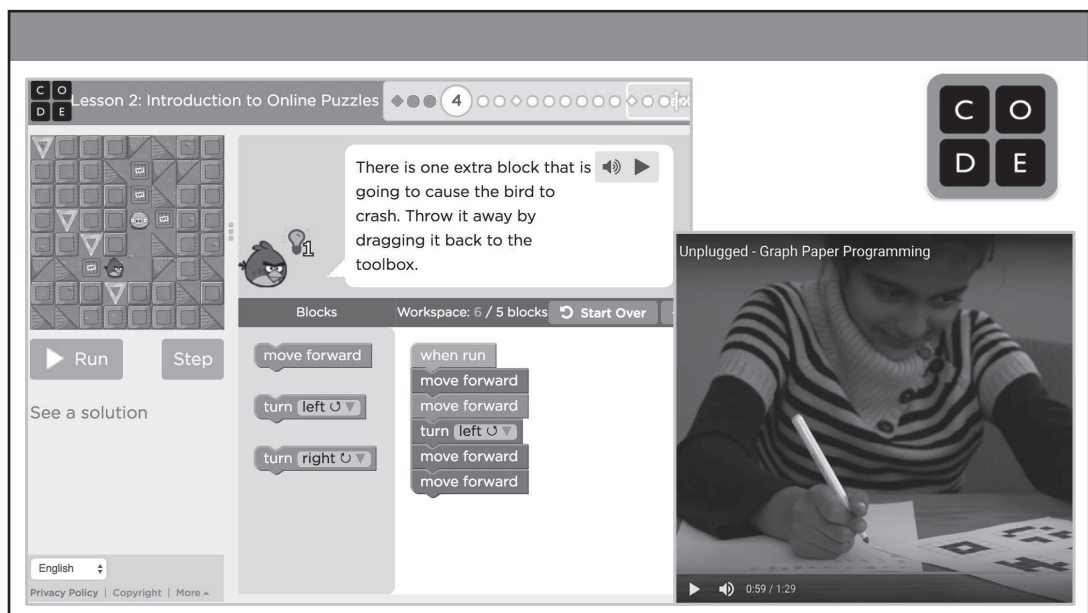 C O
D E
Lesson 2: Introduction to Online Puzzles
4
There is one extra block that is
going to cause the bird to
crash. Throw it away by
dragging it back to the
toolbox.
1
Blocks
Workspace: 6 / 5 blocks
Start Over
Run
Step
See a solution
move forward
turn left
turn right
when run
move forward
move forward
turn left
move forward
move forward
English
Privacy Policy | Copyright | More
C O
D E
Unplugged - Graph Paper Programming
0:59 / 1:29